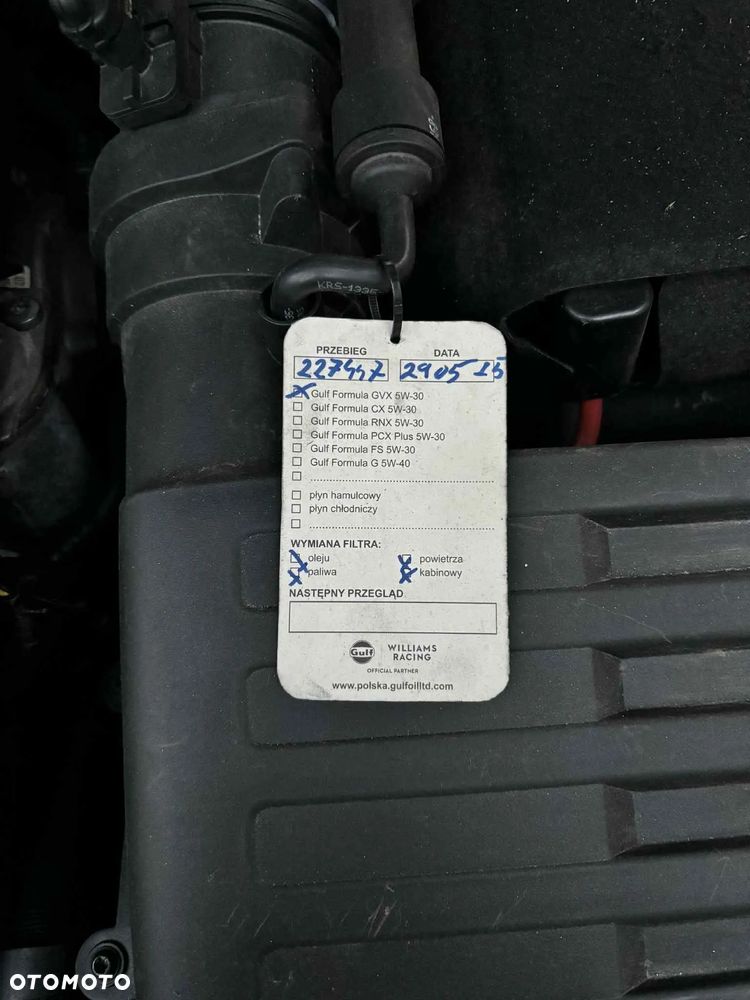 KRS-1335
PRZEBIEG DATA
227447 2905 25
Gulf Formula GVX 5W-30
Gulf Formula CX 5W-30
Gulf Formula RNX 5W-30
Gulf Formula PCX Plus 5W-30
Gulf Formula FS 5W-30
Gulf Formula G 5W-40
płyn hamulcowy
płyn chłodniczy
WYMIANA FILTRA:
oleju powietrza
paliwa kabinowy
NASTĘPNY PRZEGLĄD
Gulf WILLIAMS
RACING
OFFICIAL PARTNER
www.polska.gulfoilltd.com
OTOMOTO